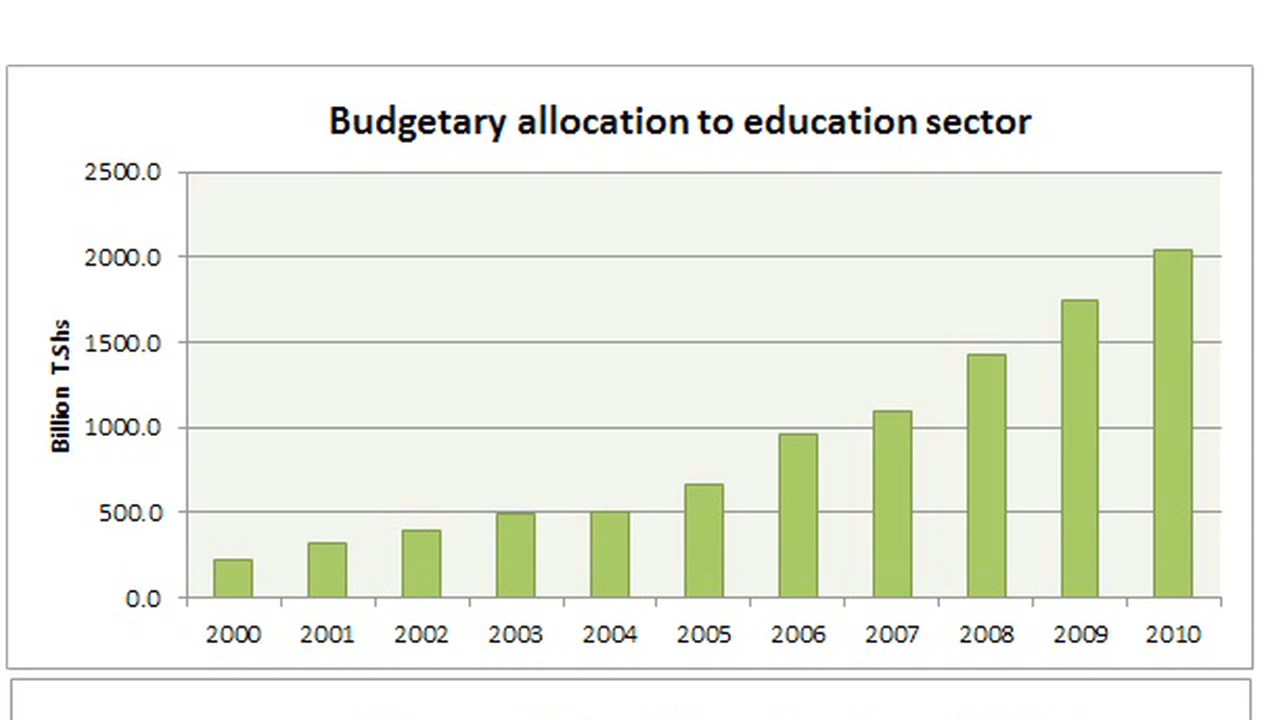 Budgetary allocation to education sector
2500.0
2000.0
1500.0
1000.0
500.0
0.0
Billion T.Shs
2000 2001 2002 2003 2004 2005 2006 2007 2008 2009 2010